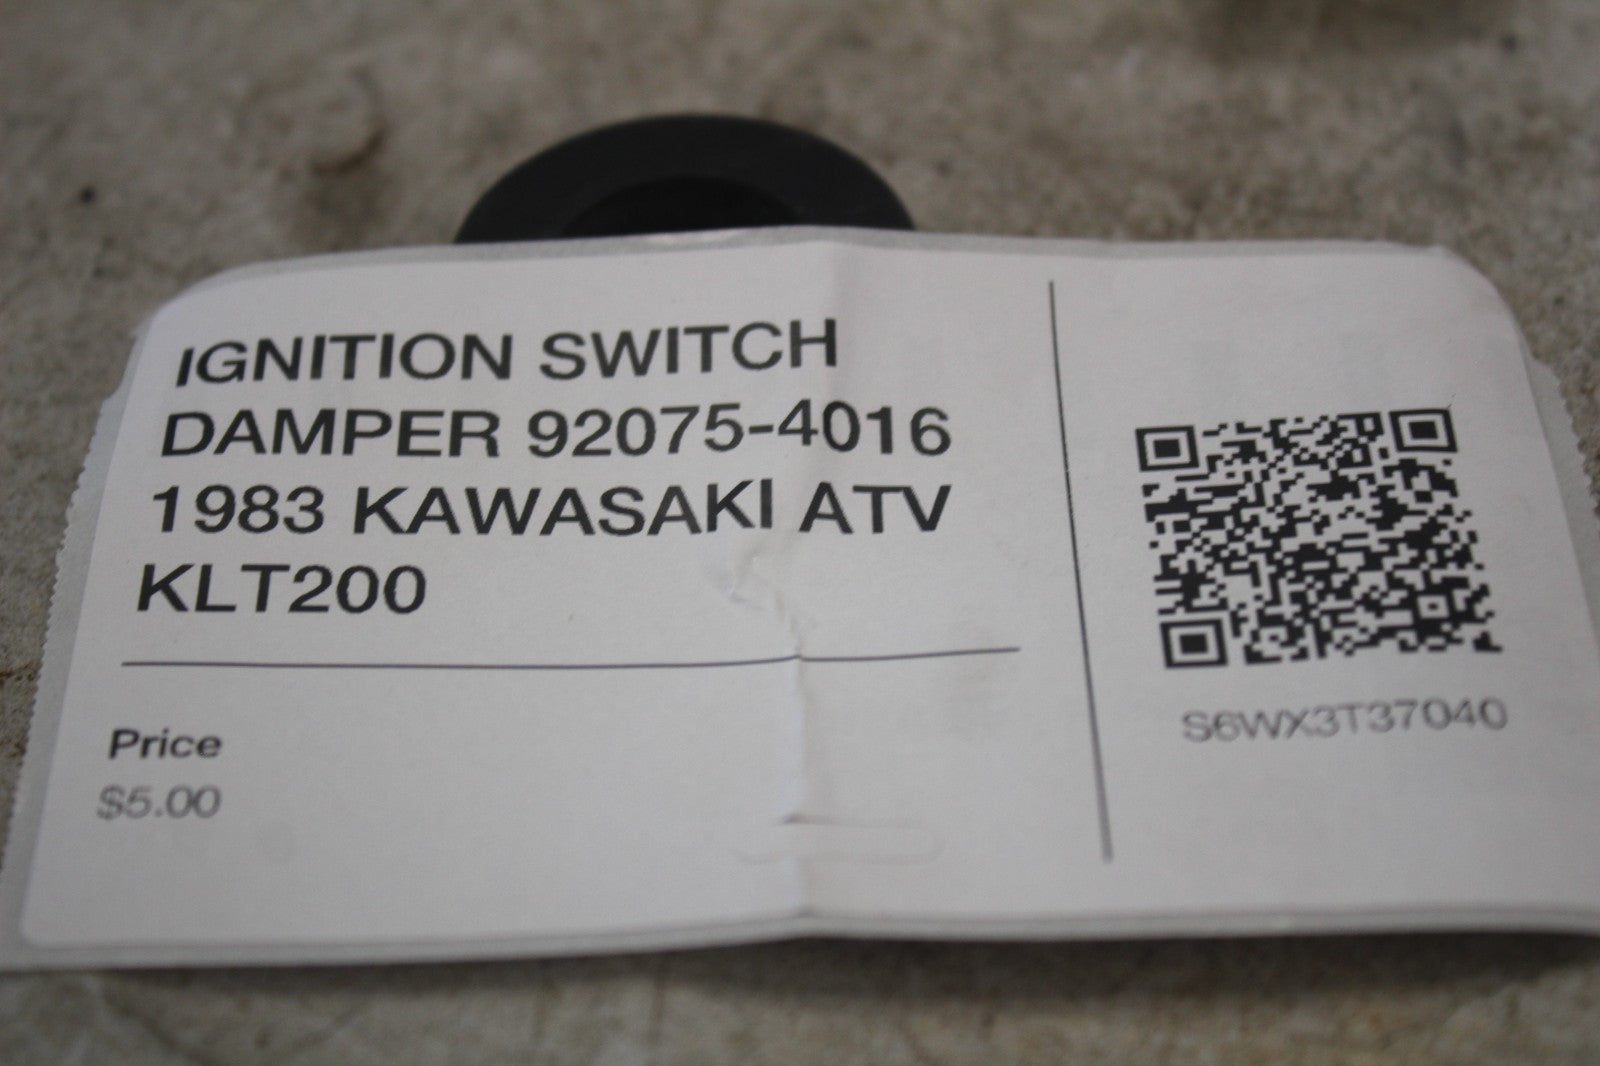 IGNITION SWITCH
DAMPER 92075-4016
1983 KAWASAKI ATV
KLT200
Price
$5.00
S6WX3T37040